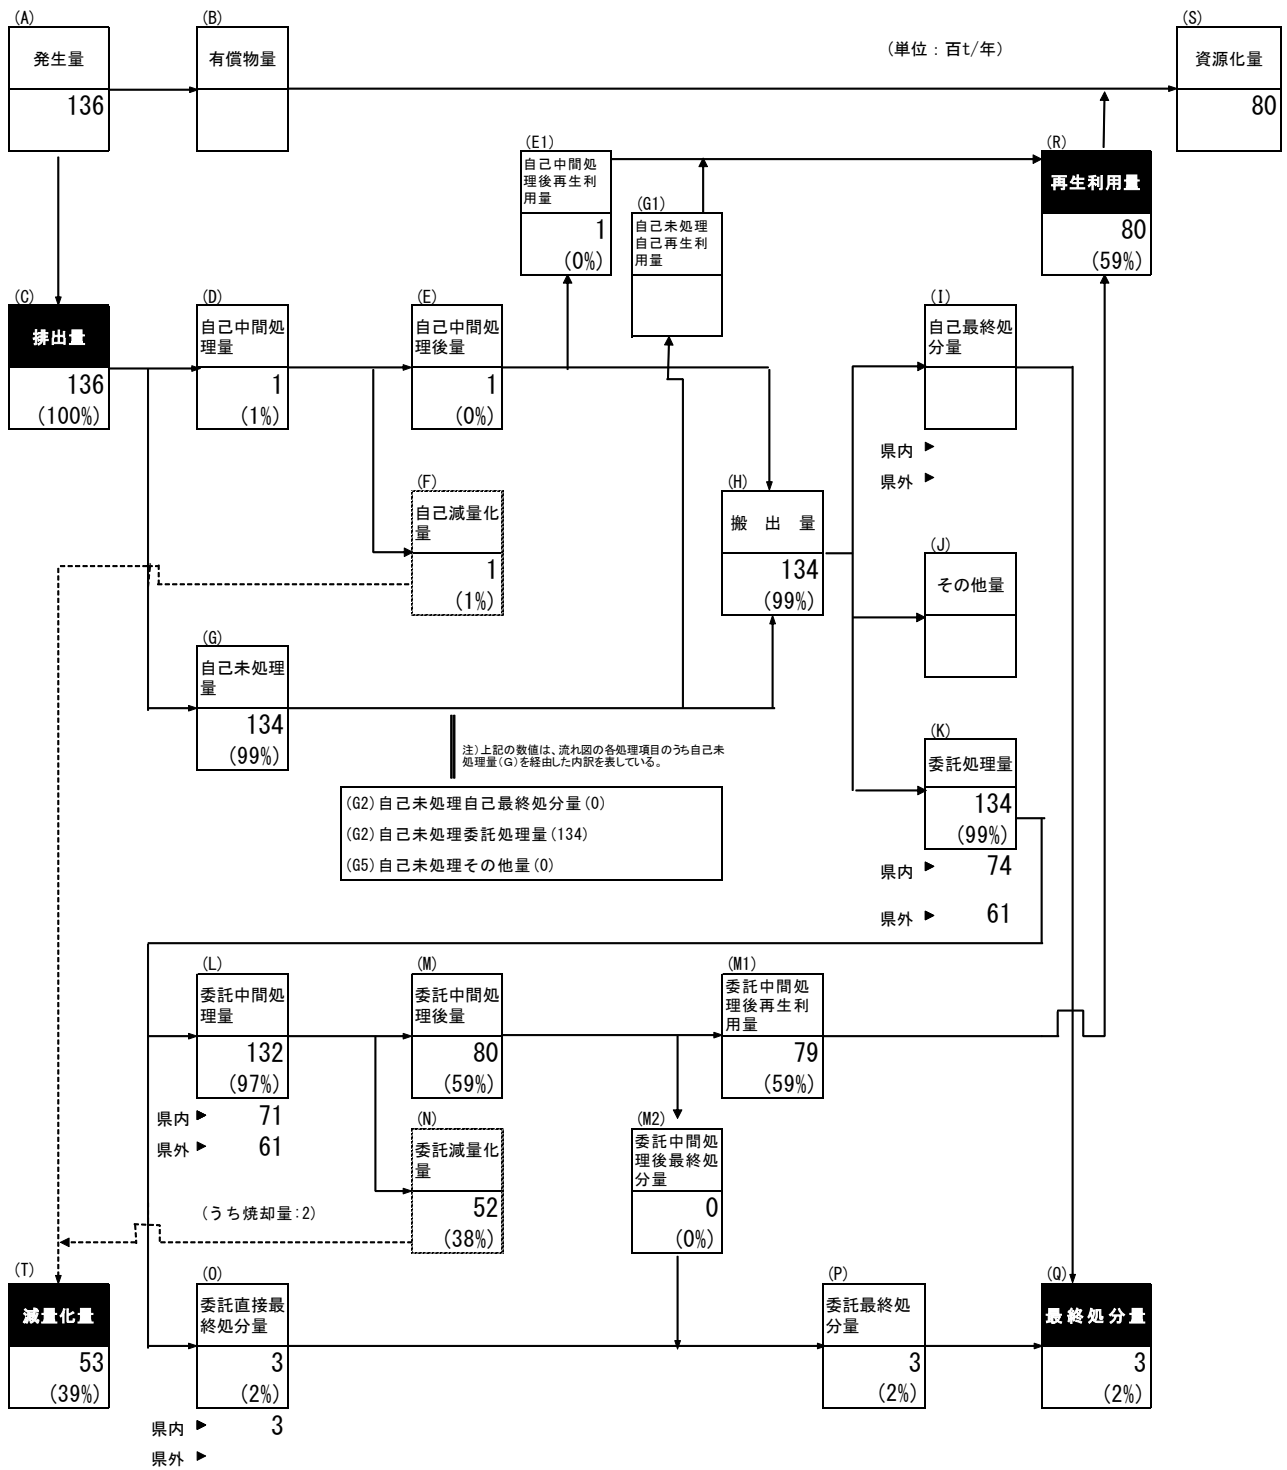 (A)
発生量
136
(B)
有償物量
(単位：百t/年)
(S)
資源化量
80
(E1)
自己中間処
理後再生利
用量
1
(0%)
(G1)
自己未処理
自己再生利
用量
(R)
再生利用量
80
(59%)
(C)
排出量
136
(100%)
(D)
自己中間処
理量
1
(1%)
(E)
自己中間処
理後量
1
(0%)
(I)
自己最終処
分量
県内
県外
(F)
自己減量化
量
1
(1%)
(H)
搬 出 量
134
(99%)
(J)
その他量
(G)
自己未処理
量
134
(99%)
注)上記の数値は、流れ図の各処理項目のうち自己未
処理量(G)を経由した内訳を表している。
(G2)自己未処理自己最終処分量(0)
(G2)自己未処理委託処理量(134)
(G5)自己未処理その他量(0)
(K)
委託処理量
134
(99%)
県内 74
県外 61
(L)
委託中間処
理量
132
(97%)
県内 71
県外 61
(M)
委託中間処
理後量
80
(59%)
(M1)
委託中間処
理後再生利
用量
79
(59%)
(N)
委託減量化
量
52
(38%)
(うち焼却量:2)
(M2)
委託中間処
理後最終処
分量
0
(0%)
(T)
減量化量
53
(39%)
(O)
委託直接最
終処分量
3
(2%)
県内 3
県外
(P)
委託最終処
分量
3
(2%)
(Q)
最終処分量
3
(2%)